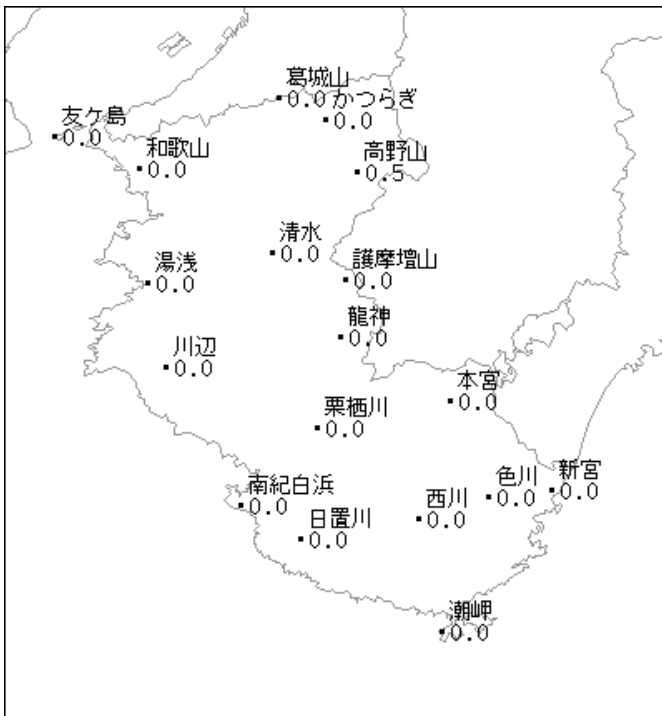 葛城山
0.0
かつらぎ
0.0
友ケ島
0.0
和歌山
0.0
高野山
0.5
清水
0.0
護摩壇山
0.0
湯浅
0.0
龍神
0.0
川辺
0.0
本宮
0.0
栗栖川
0.0
新宮
0.0
色川
0.0
南紀白浜
0.0
西川
0.0
日置川
0.0
潮岬
0.0